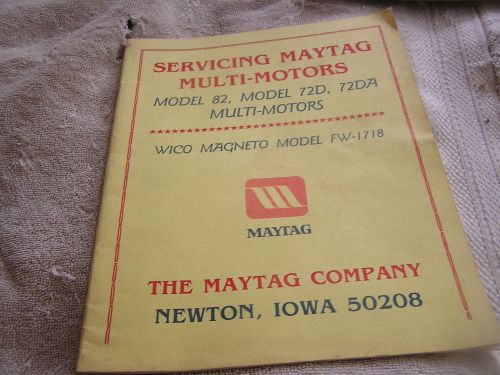 SERVICING MAYTAG
MULTI-MOTORS
MODEL 82, MODEL 72D, 72DA
MULTI-MOTORS
WICO MAGNETO MODEL FW-1718
MAYTAG
THE MAYTAG COMPANY
NEWTON, IOWA 50208